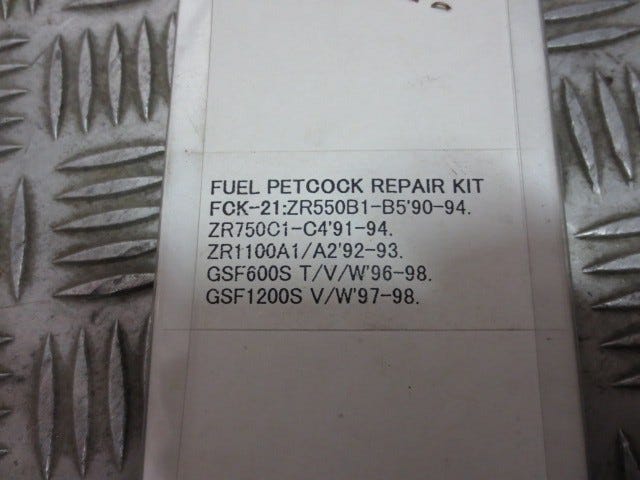 FUEL PETCOCK REPAIR KIT
FCK-21:ZR550B1-B5'90-94.
ZR750C1-C4'91-94.
ZR1100A1/A2'92-93.
GSF600S T/V/W'96-98.
GSF1200S V/W'97-98.